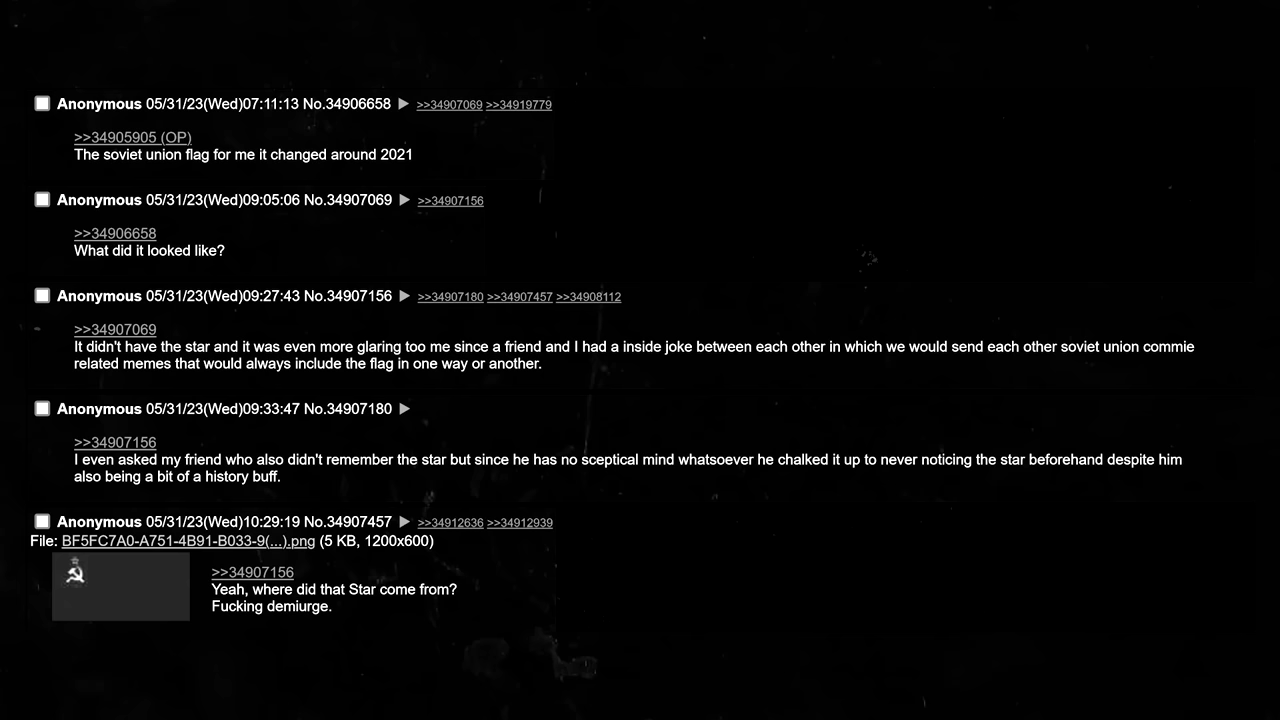 Anonymous 05/31/23(Wed)07:11:13 No.34906658 ▶ >>34907069 >>34919779
>>34905905 (OP)
The soviet union flag for me it changed around 2021
Anonymous 05/31/23(Wed)09:05:06 No.34907069 ▶ >>34907156
>>34906658
What did it looked like?
Anonymous 05/31/23(Wed)09:27:43 No.34907156 ▶ >>34907180 >>34907457 >>34908112
>>34907069
It didn't have the star and it was even more glaring too me since a friend and I had a inside joke between each other in which we would send each other soviet union commie
related memes that would always include the flag in one way or another.
Anonymous 05/31/23(Wed)09:33:47 No.34907180 ▶
>>34907156
I even asked my friend who also didn't remember the star but since he has no sceptical mind whatsoever he chalked it up to never noticing the star beforehand despite him
also being a bit of a history buff.
Anonymous 05/31/23(Wed)10:29:19 No.34907457 ▶ >>34912636 >>34912939
File: BF5FC7A0-A751-4B91-B033-9(...).png (5 KB, 1200x600)
>>34907156
Yeah, where did that Star come from?
Fucking demiurge.